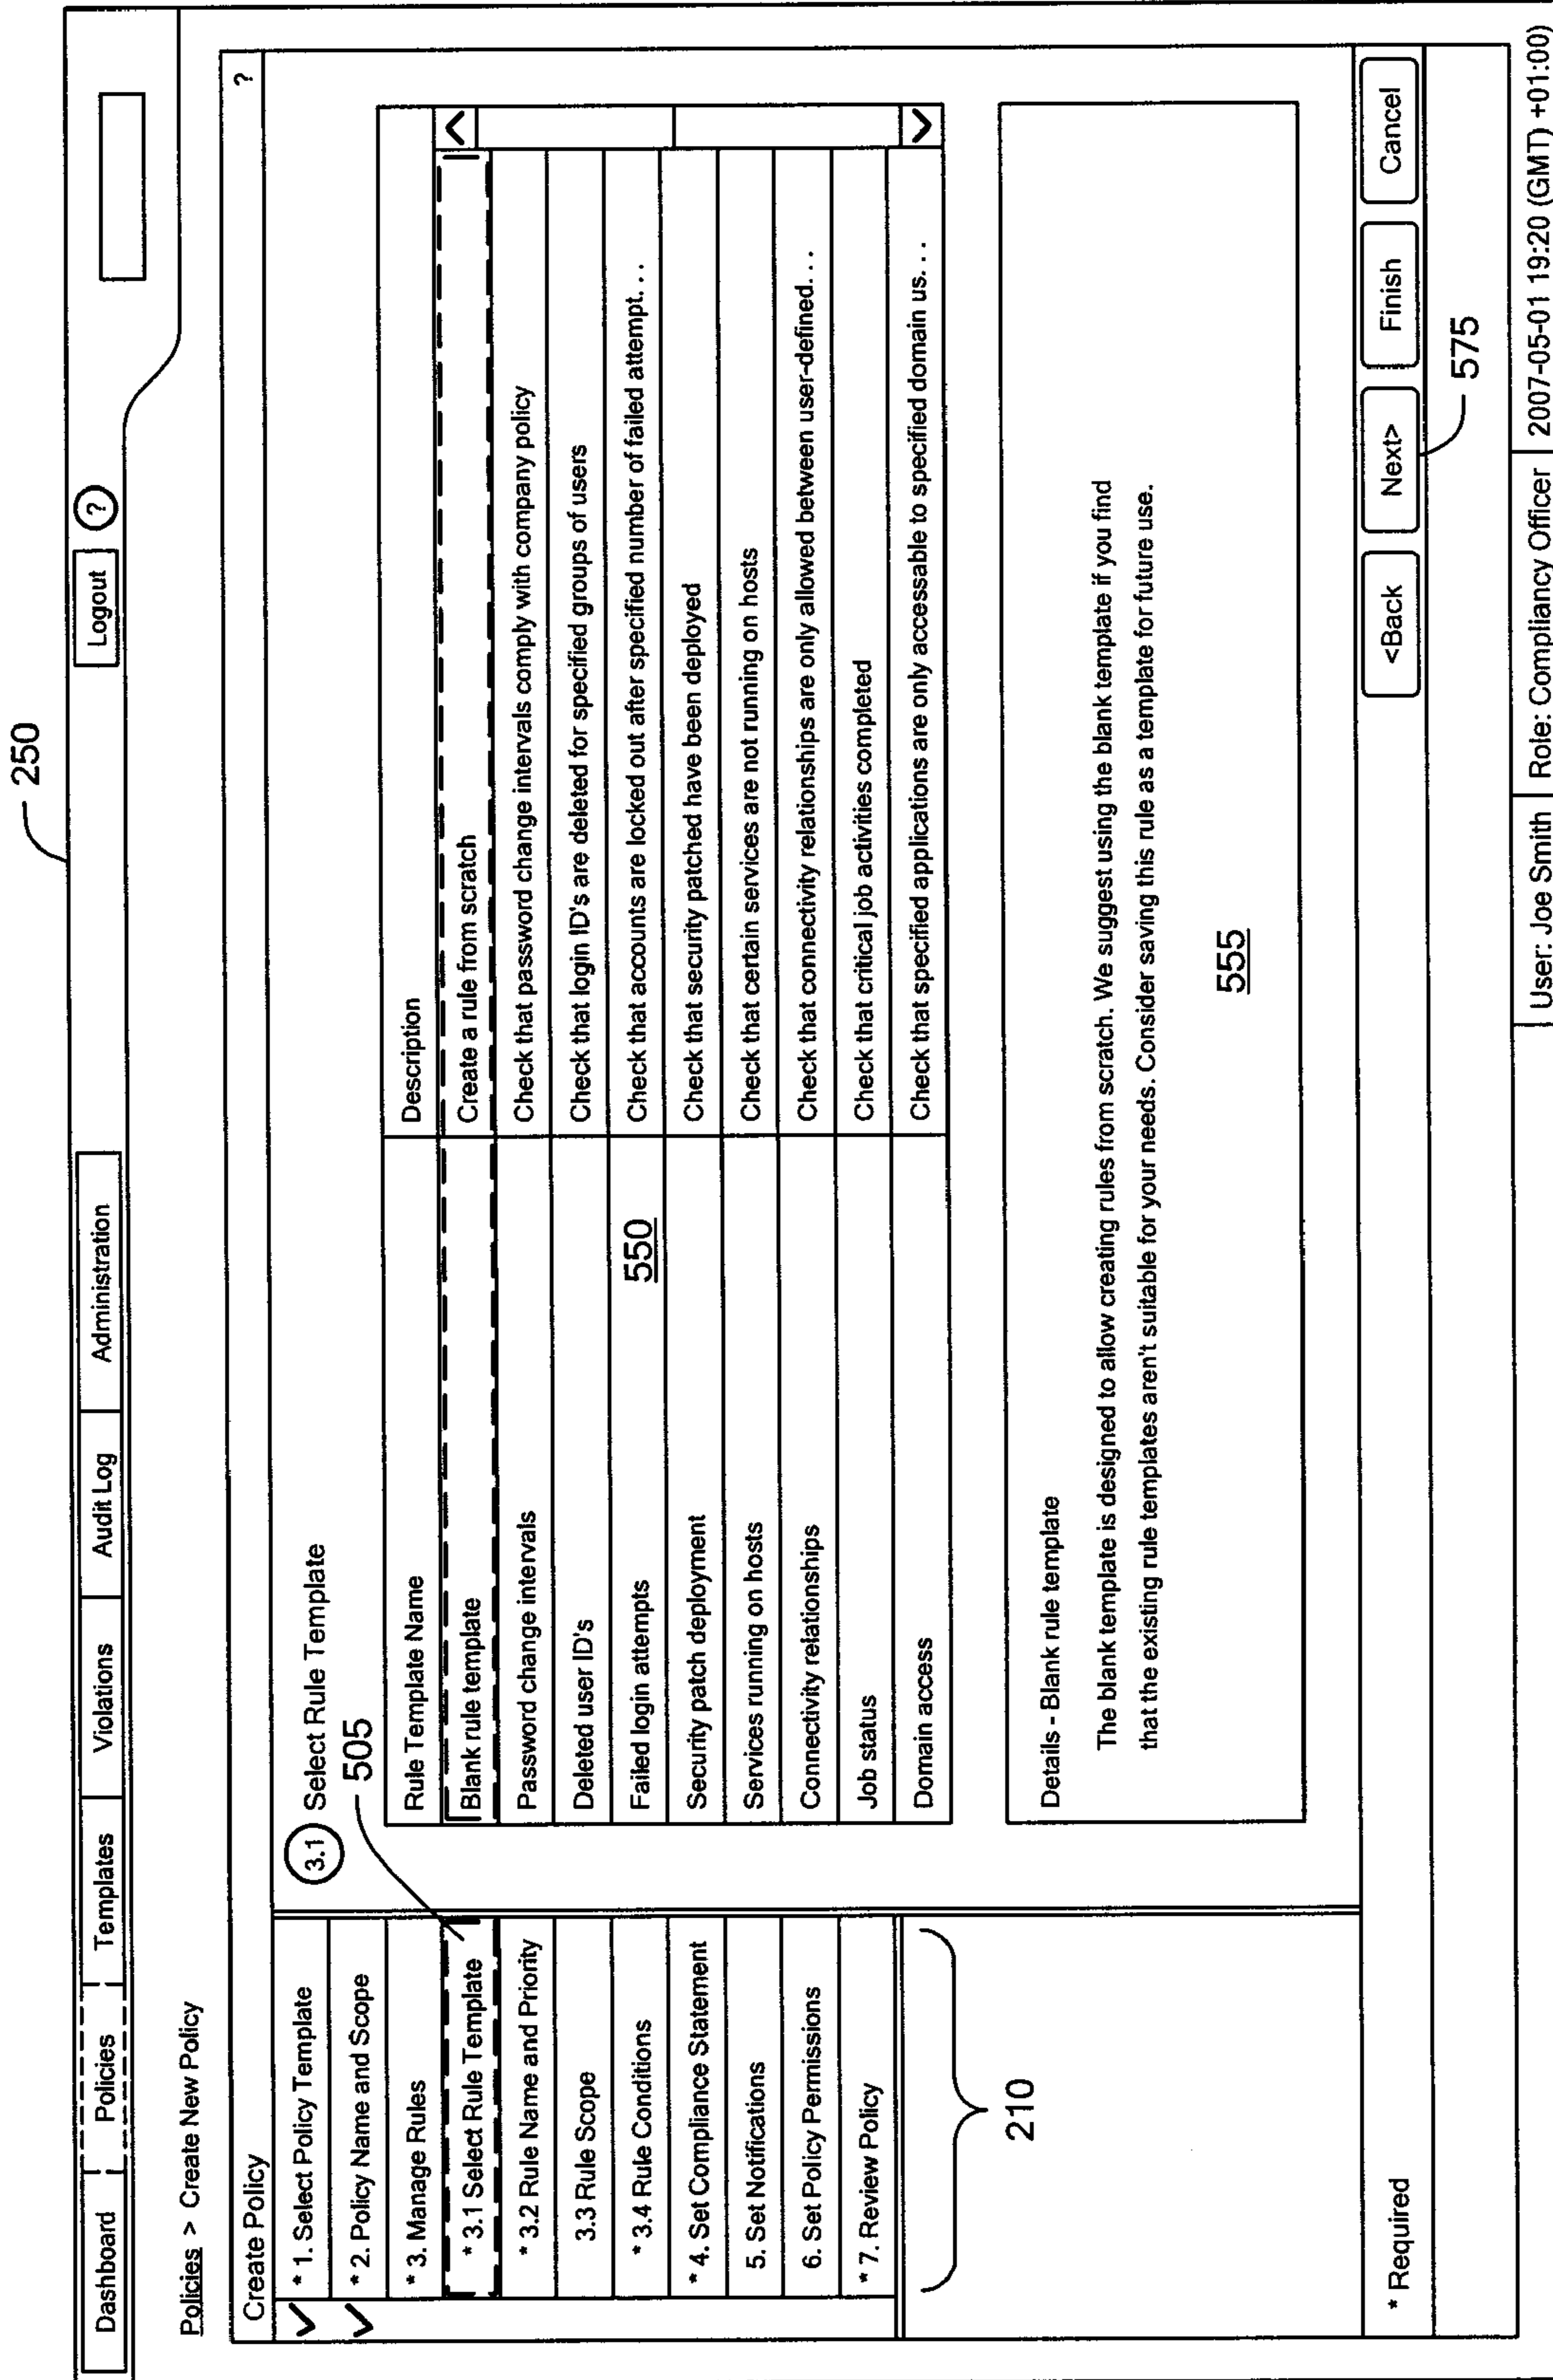 250
Dashboard Policies Templates Violations Audit Log Administration Logout ?
Policies > Create New Policy
Create Policy ?
* 1. Select Policy Template
* 2. Policy Name and Scope
* 3. Manage Rules
* 3.1 Select Rule Template
* 3.2 Rule Name and Priority
3.3 Rule Scope
* 3.4 Rule Conditions
* 4. Set Compliance Statement
5. Set Notifications
6. Set Policy Permissions
* 7. Review Policy
210
3.1 Select Rule Template
505
Rule Template Name Description
Blank rule template Create a rule from scratch
Password change intervals Check that password change intervals comply with company policy
Deleted user ID's Check that login ID's are deleted for specified groups of users
Failed login attempts Check that accounts are locked out after specified number of failed attempt...
550
Security patch deployment Check that security patched have been deployed
Services running on hosts Check that certain services are not running on hosts
Connectivity relationships Check that connectivity relationships are only allowed between user-defined...
Job status Check that critical job activities completed
Domain access Check that specified applications are only accessable to specified domain us...
Details - Blank rule template
The blank template is designed to allow creating rules from scratch. We suggest using the blank template if you find
that the existing rule templates aren't suitable for your needs. Consider saving this rule as a template for future use.
555
* Required <Back Next> Finish Cancel
575
User: Joe Smith Role: Compliancy Officer 2007-05-01 19:20 (GMT) +01:00)